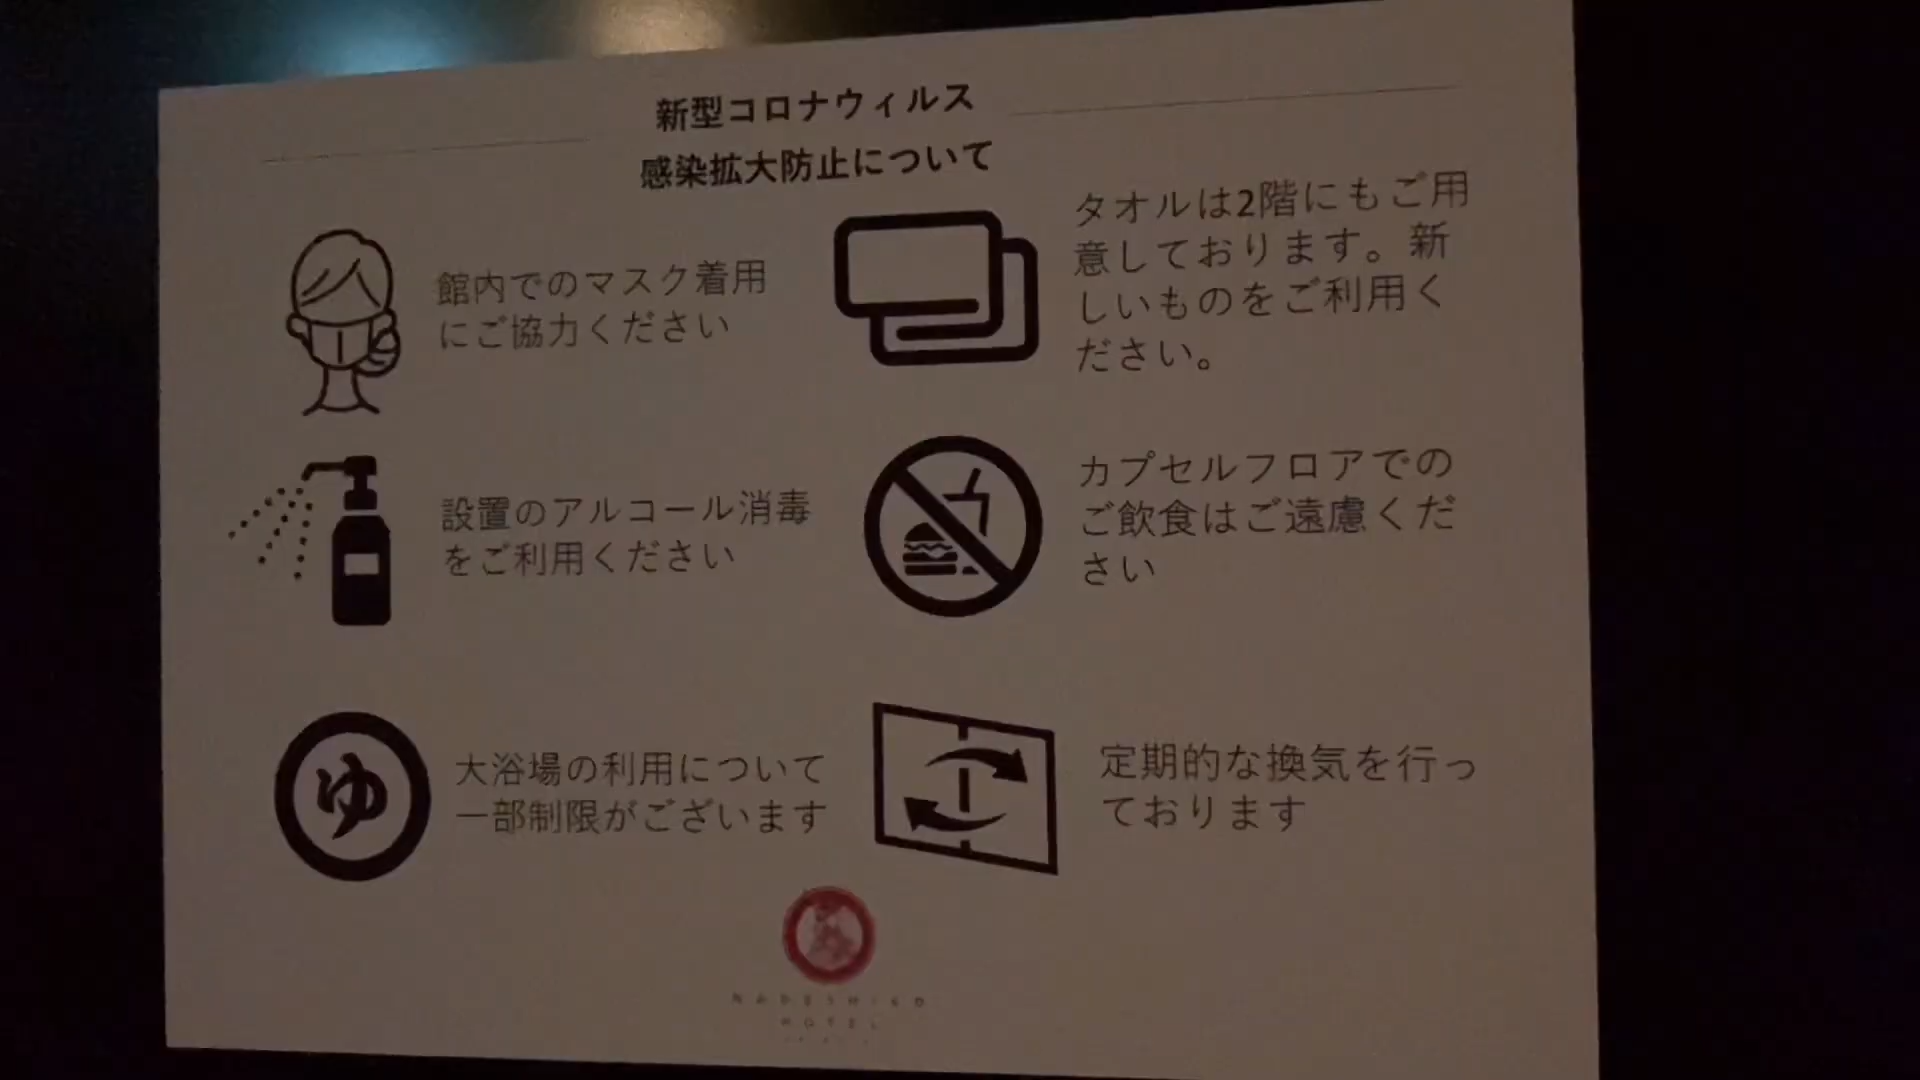 新型コロナウィルス
感染拡大防止について
館内でのマスク着用
にご協力ください
タオルは2階にもご用
意しております。新
しいものをご利用く
ださい。
設置のアルコール消毒
をご利用ください
カプセルフロアでの
ご飲食はご遠慮くだ
さい
ゆ
大浴場の利用について
一部制限がございます
定期的な換気を行っ
ております
NADESHIKO
HOTEL